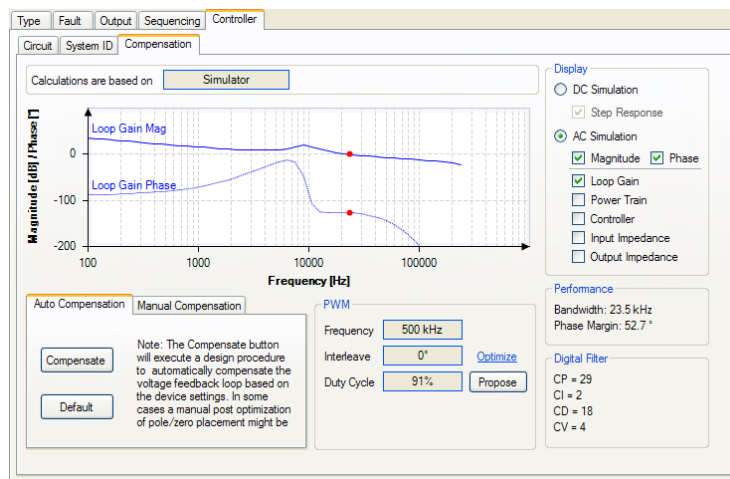 Type Fault Output Sequencing Controller
Circuit System ID Compensation
Calculations are based on Simulator
Magnitude [dB] / Phase [°]
Loop Gain Mag
Loop Gain Phase
0
-100
-200
100 1000 10000 100000
Frequency [Hz]
Auto Compensation Manual Compensation
Compensate
Default
Note: The Compensate button
will execute a design procedure
to automatically compensate the
voltage feedback loop based on
the device settings. In some
cases a manual post optimization
of pole/zero placement might be
PWM
Frequency 500 kHz
Interleave 0° Optimize
Duty Cycle 91% Propose
Display
DC Simulation
Step Response
AC Simulation
Magnitude Phase
Loop Gain
Power Train
Controller
Input Impedance
Output Impedance
Performance
Bandwidth: 23.5 kHz
Phase Margin: 52.7 °
Digital Filter
CP = 29
CI = 2
CD = 18
CV = 4